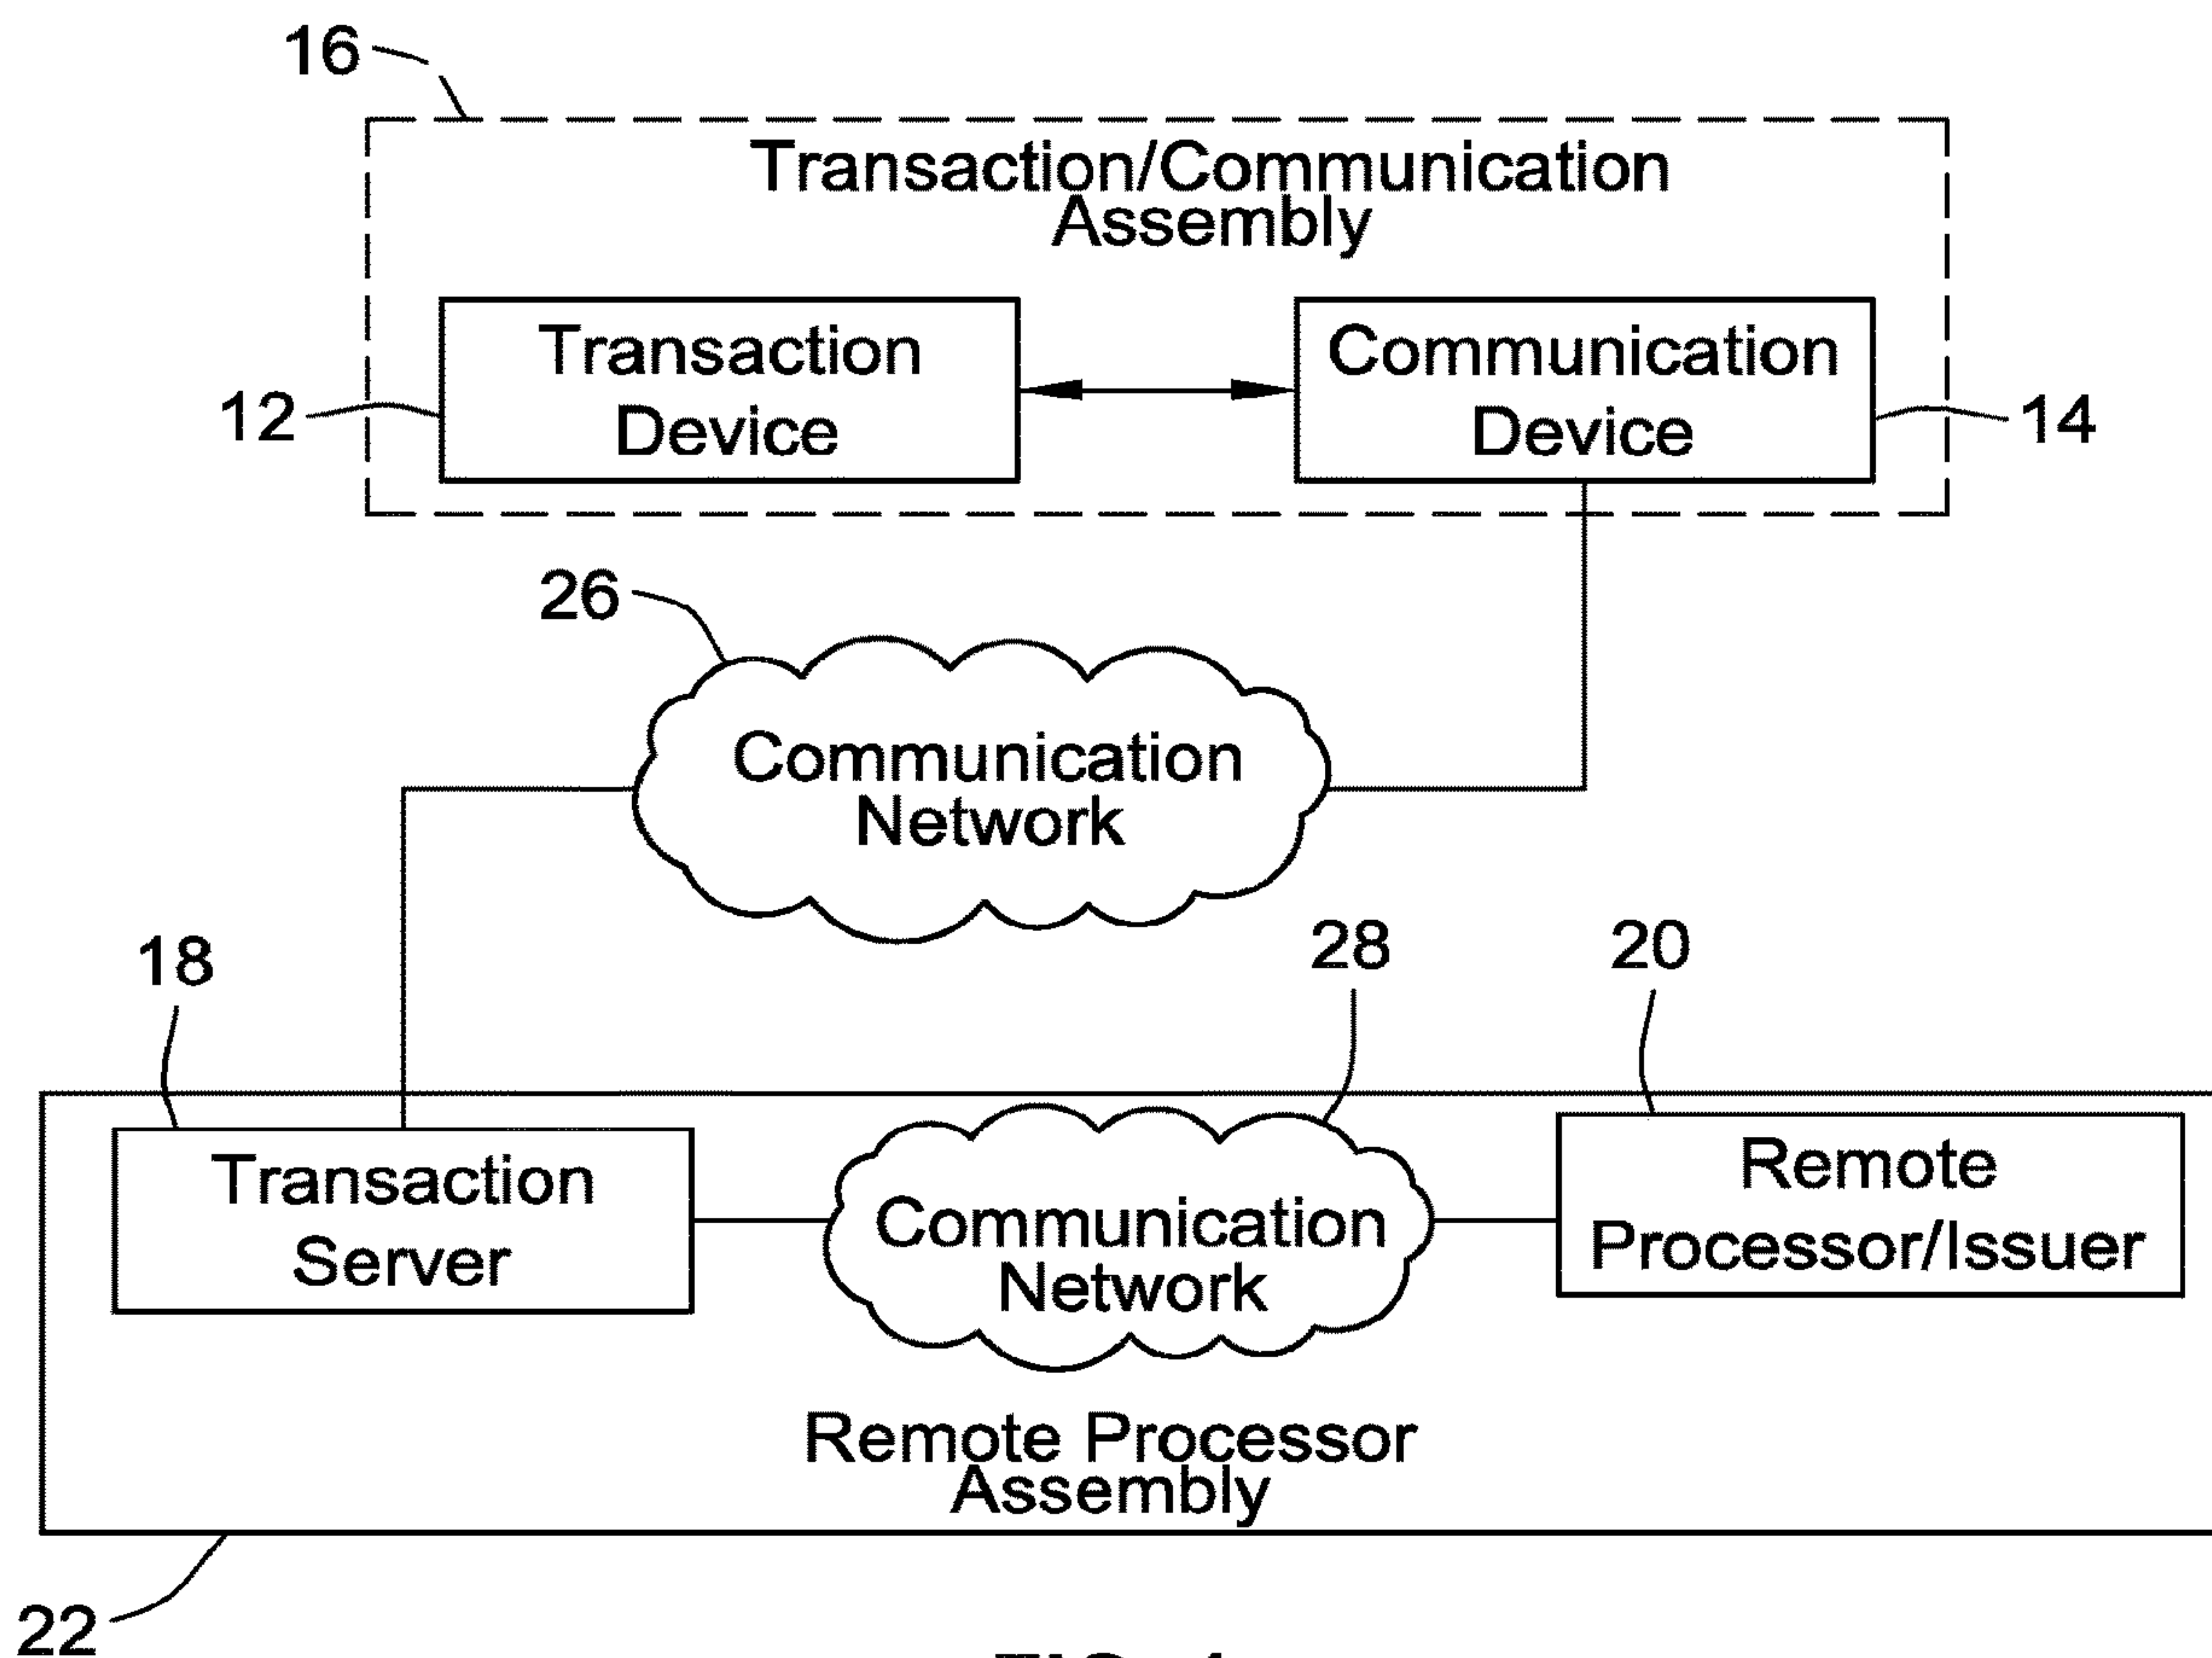 16
Transaction/Communication
Assembly
Transaction
Device
Communication
Device
12
14
26
Communication
Network
18
28
20
Transaction
Server
Communication
Network
Remote
Processor/Issuer
Remote Processor
Assembly
22